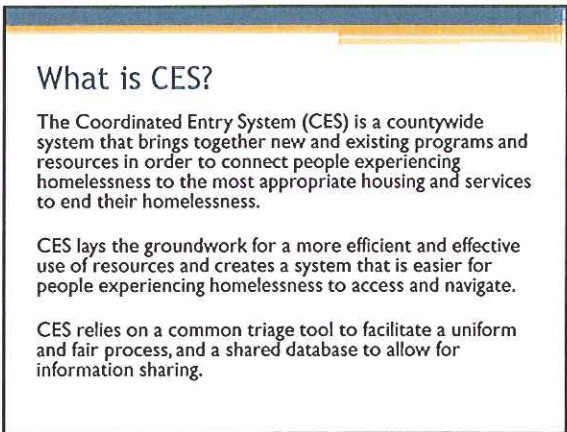 What is CES?
The Coordinated Entry System (CES) is a countywide
system that brings together new and existing programs and
resources in order to connect people experiencing
homelessness to the most appropriate housing and services
to end their homelessness.
CES lays the groundwork for a more efficient and effective
use of resources and creates a system that is easier for
people experiencing homelessness to access and navigate.
CES relies on a common triage tool to facilitate a uniform
and fair process, and a shared database to allow for
information sharing.